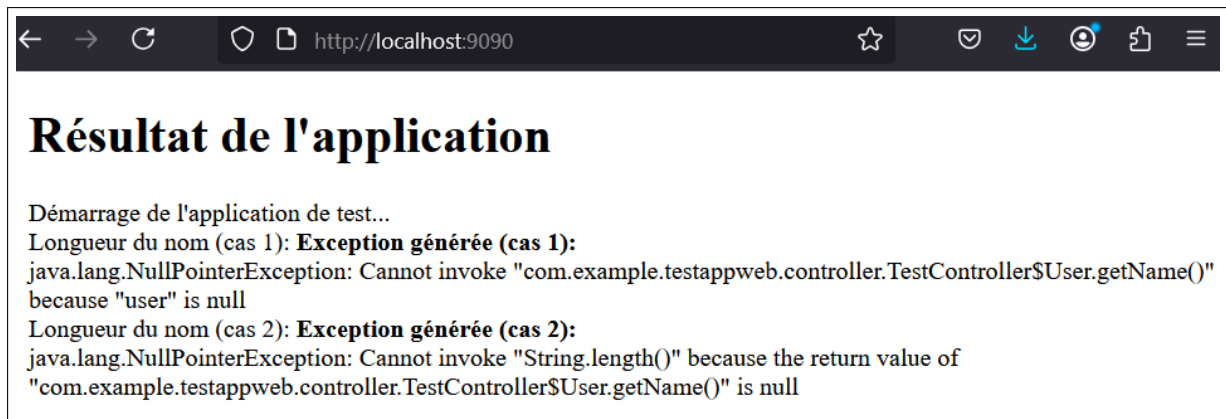 http://localhost:9090
Résultat de l'application
Démarrage de l'application de test...
Longueur du nom (cas 1): Exception générée (cas 1):
java.lang.NullPointerException: Cannot invoke "com.example.testappweb.controller.TestController$User.getName()"
because "user" is null
Longueur du nom (cas 2): Exception générée (cas 2):
java.lang.NullPointerException: Cannot invoke "String.length()" because the return value of
"com.example.testappweb.controller.TestController$User.getName()" is null